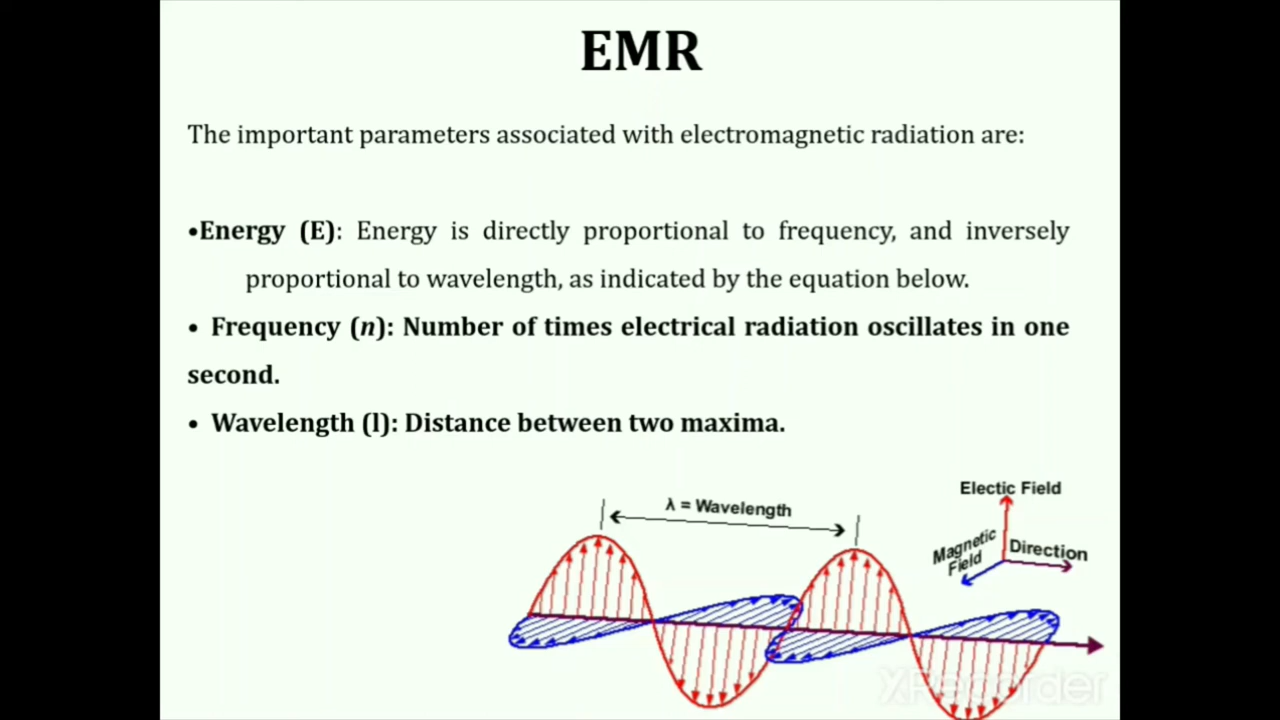 EMR
The important parameters associated with electromagnetic radiation are:
•Energy (E): Energy is directly proportional to frequency, and inversely
proportional to wavelength, as indicated by the equation below.
• Frequency (n): Number of times electrical radiation oscillates in one
second.
• Wavelength (l): Distance between two maxima.
λ = Wavelength
Electic Field
Magnetic
Field
Direction
XRecorder